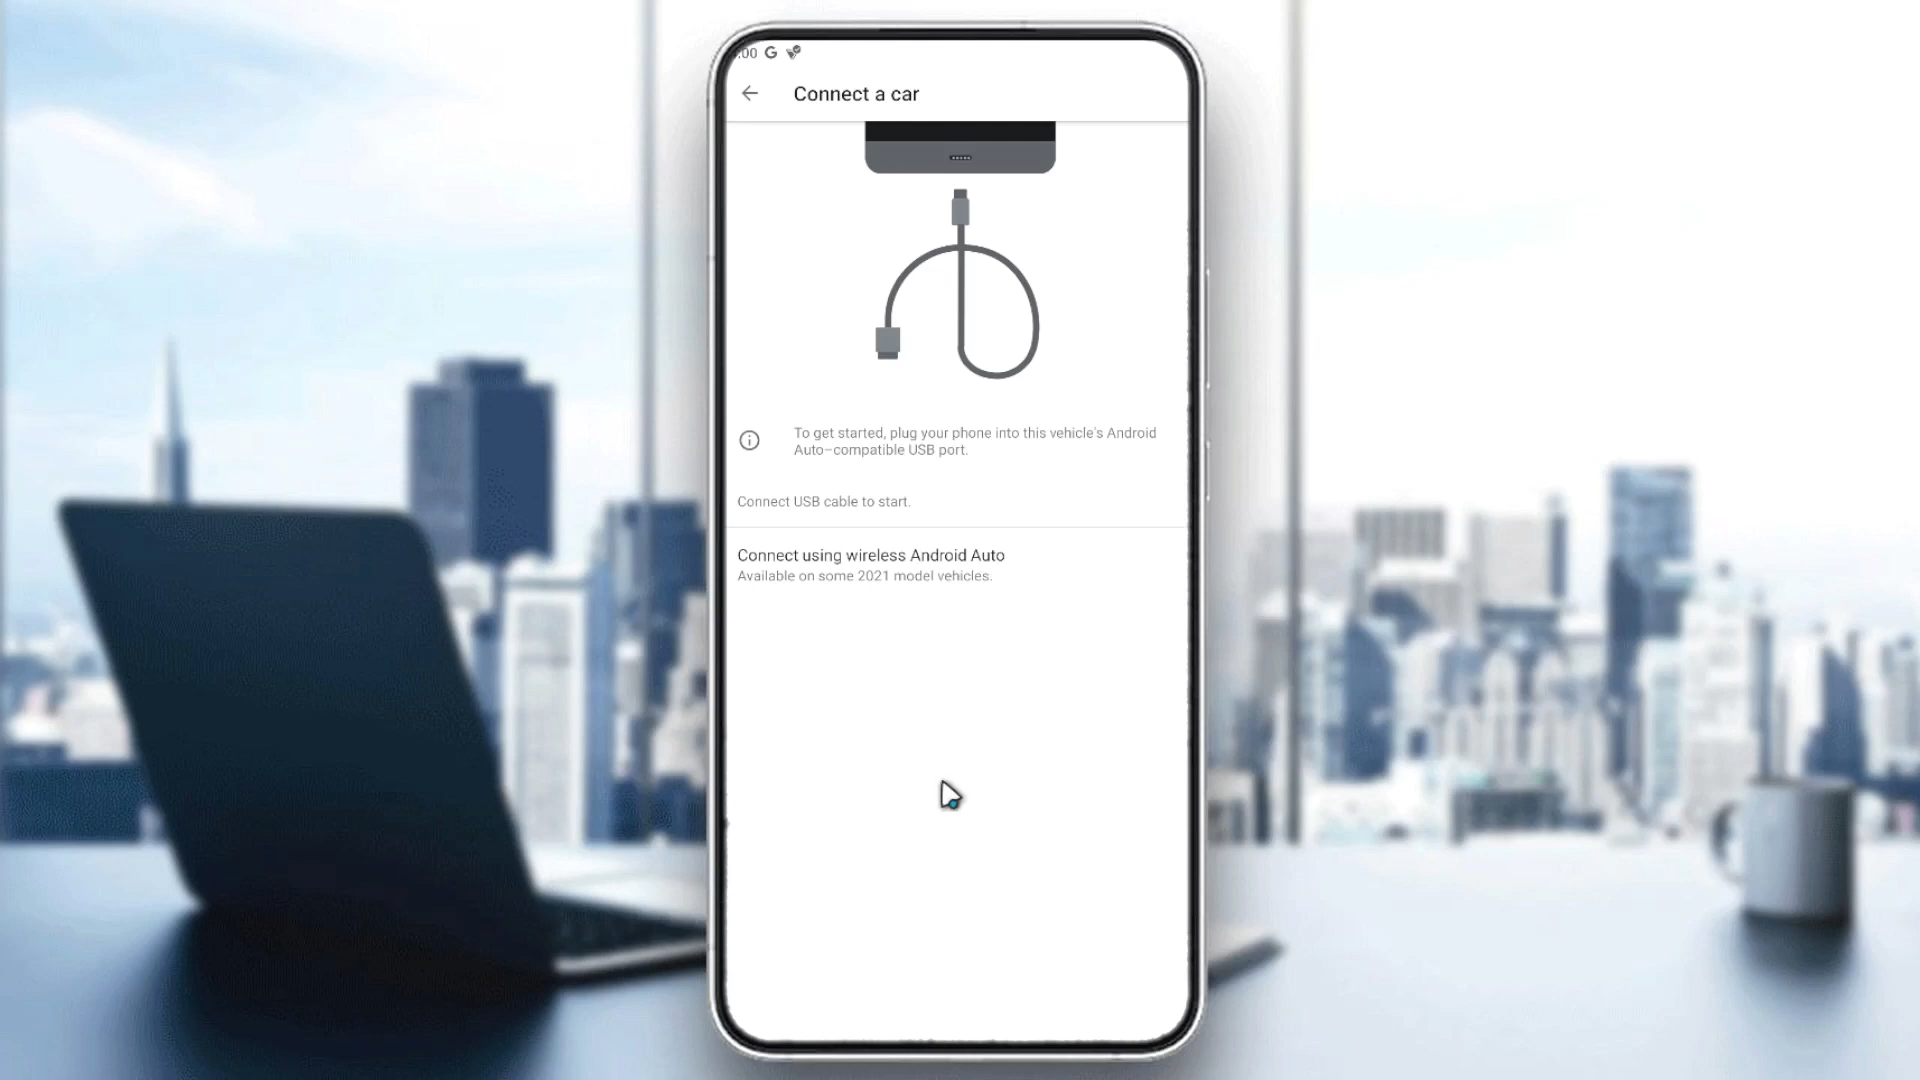 :00
Connect a car
To get started, plug your phone into this vehicle's Android
Auto–compatible USB port.
Connect USB cable to start.
Connect using wireless Android Auto
Available on some 2021 model vehicles.